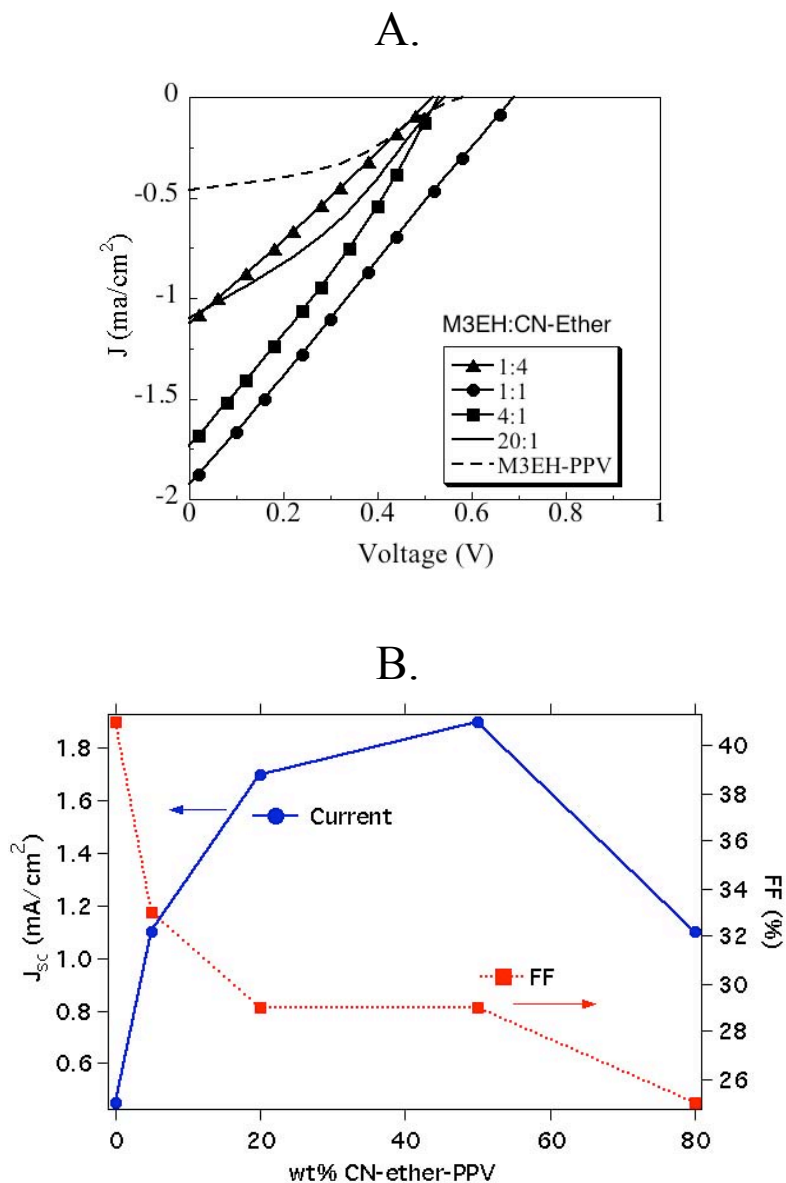 A.
0
-0.5
-1
-1.5
-2
J (ma/cm²)
M3EH:CN-Ether
1:4
1:1
4:1
20:1
M3EH-PPV
0 0.2 0.4 0.6 0.8 1
Voltage (V)
B.
1.8
1.6
1.4
1.2
1.0
0.8
0.6
J_SC (mA/cm²)
Current
FF
40
38
36
34
32
30
28
26
FF (%)
0 20 40 60 80
wt% CN-ether-PPV